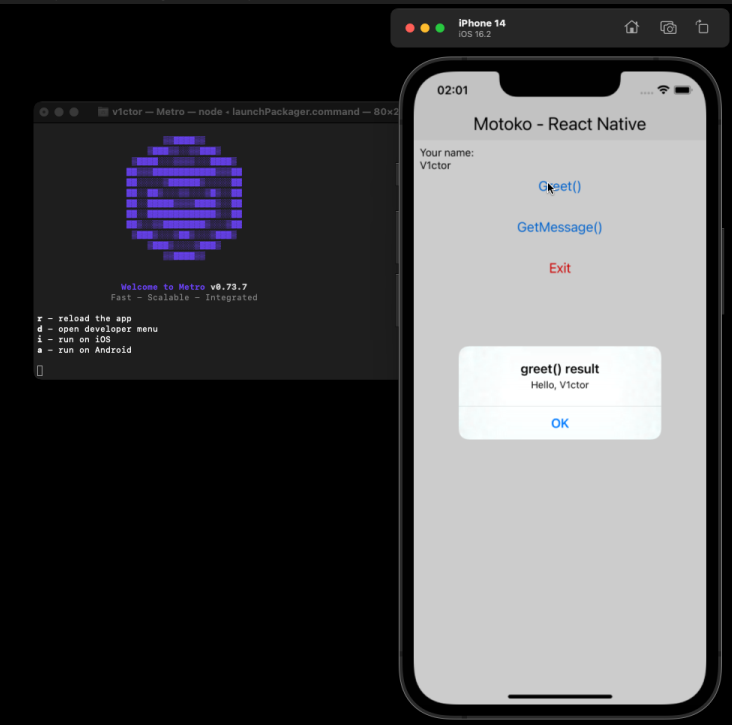 iPhone 14
iOS 16.2
v1ctor — Metro — node ◂ launchPackager.command — 80×2
Welcome to Metro v0.73.7
Fast - Scalable - Integrated
r - reload the app
d - open developer menu
i - run on iOS
a - run on Android
02:01
Motoko - React Native
Your name:
V1ctor
Greet()
GetMessage()
Exit
greet() result
Hello, V1ctor
OK